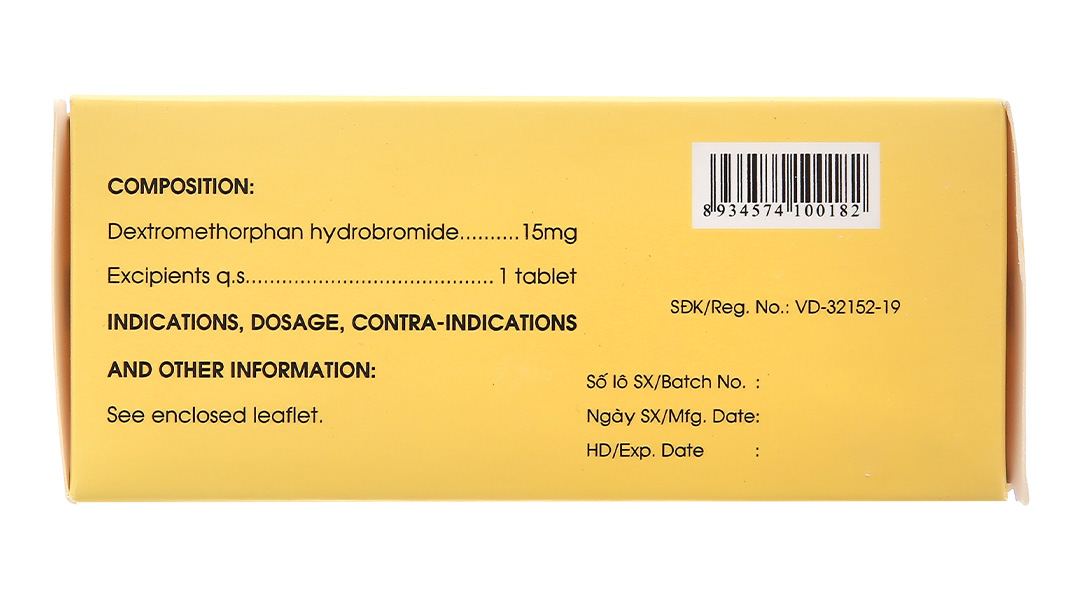 COMPOSITION:
Dextromethorphan hydrobromide..........15mg
Excipients q.s.......................................... 1 tablet
INDICATIONS, DOSAGE, CONTRA-INDICATIONS
AND OTHER INFORMATION:
See enclosed leaflet.
8 934574 100182
SĐK/Reg. No.: VD-32152-19
Số lô SX/Batch No. :
Ngày SX/Mfg. Date:
HD/Exp. Date :